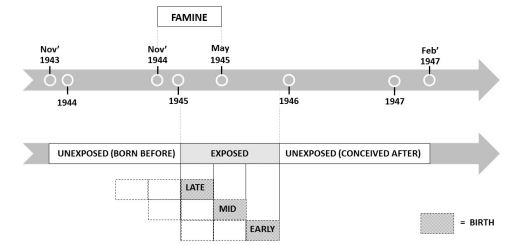 FAMINE
Nov'
1943
Nov'
1944
May
1945
Feb'
1947
1944
1945
1946
1947
UNEXPOSED (BORN BEFORE)
EXPOSED
UNEXPOSED (CONCEIVED AFTER)
LATE
MID
EARLY
= BIRTH